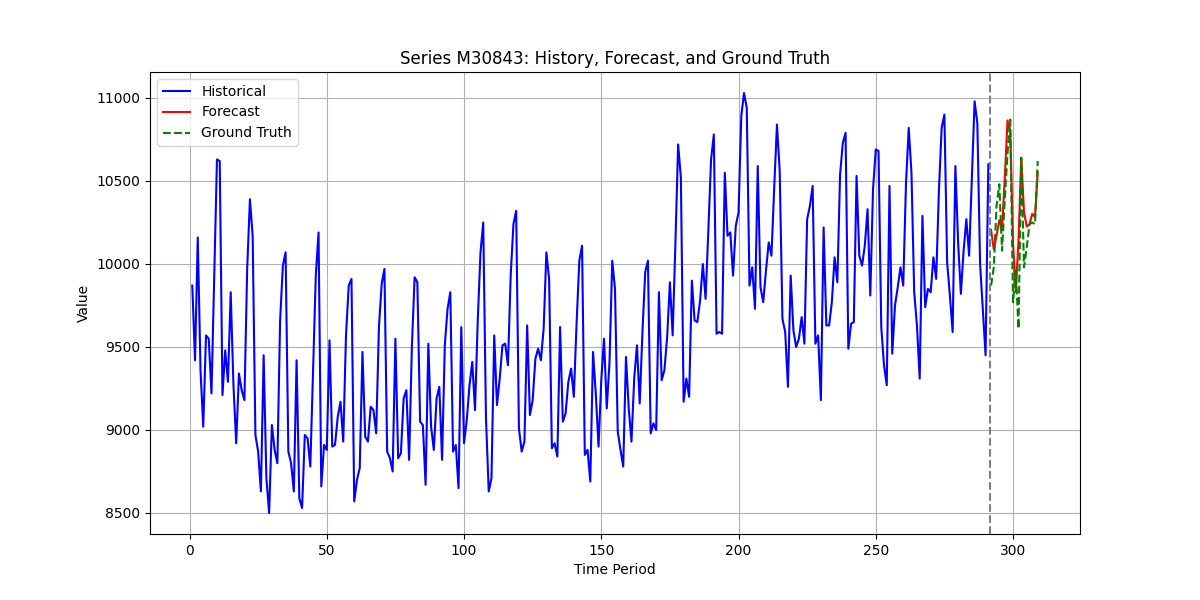 Series M30843: History, Forecast, and Ground Truth
Historical
Forecast
Ground Truth
11000
10500
10000
9500
9000
8500
Value
0
50
100
150
200
250
300
Time Period